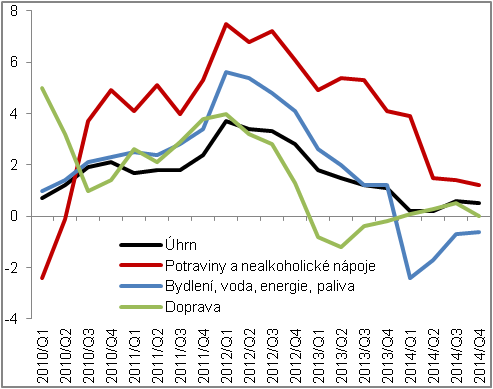 8
6
4
2
0
-2
-4
Úhrn
Potraviny a nealkoholické nápoje
Bydlení, voda, energie, paliva
Doprava
2010/Q1
2010/Q2
2010/Q3
2010/Q4
2011/Q1
2011/Q2
2011/Q3
2011/Q4
2012/Q1
2012/Q2
2012/Q3
2012/Q4
2013/Q1
2013/Q2
2013/Q3
2013/Q4
2014/Q1
2014/Q2
2014/Q3
2014/Q4